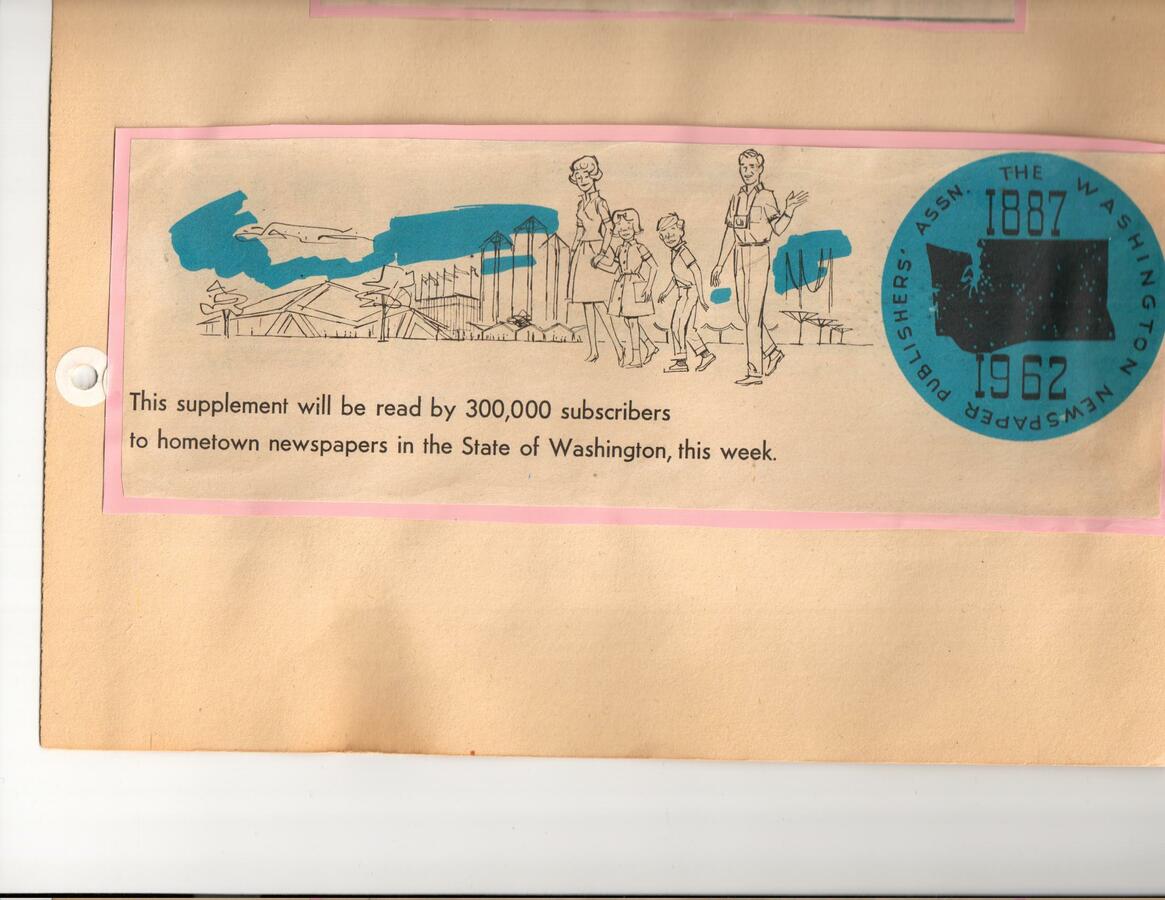 This supplement will be read by 300,000 subscribers
to hometown newspapers in the State of Washington, this week.
THE WASHINGTON NEWSPAPER PUBLISHERS' ASSN.
1887
1962